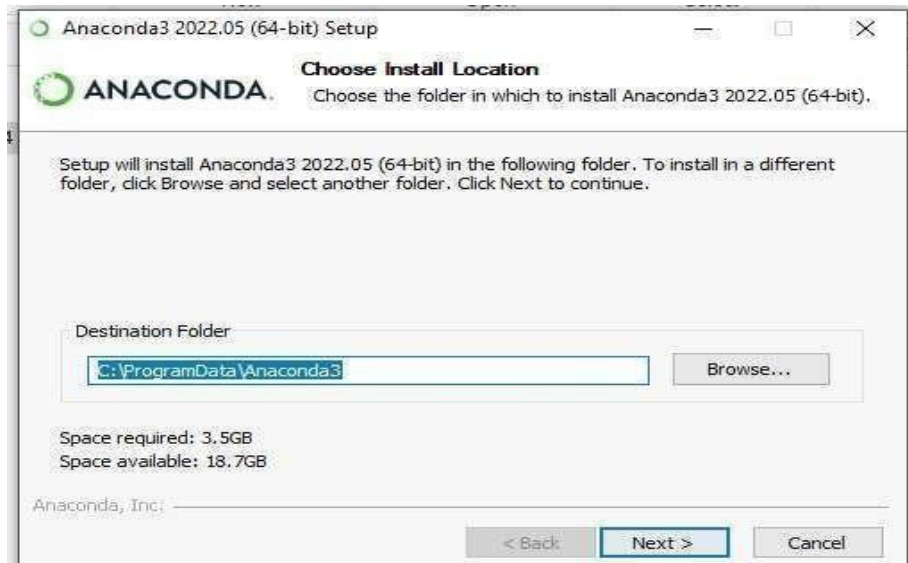 Anaconda3 2022.05 (64-bit) Setup
Choose Install Location
ANACONDA.
Choose the folder in which to install Anaconda3 2022.05 (64-bit).
Setup will install Anaconda3 2022.05 (64-bit) in the following folder. To install in a different
folder, click Browse and select another folder. Click Next to continue.
Destination Folder
C:\ProgramData\Anaconda3
Browse...
Space required: 3.5GB
Space available: 18.7GB
Anaconda, Inc.
< Back
Next >
Cancel